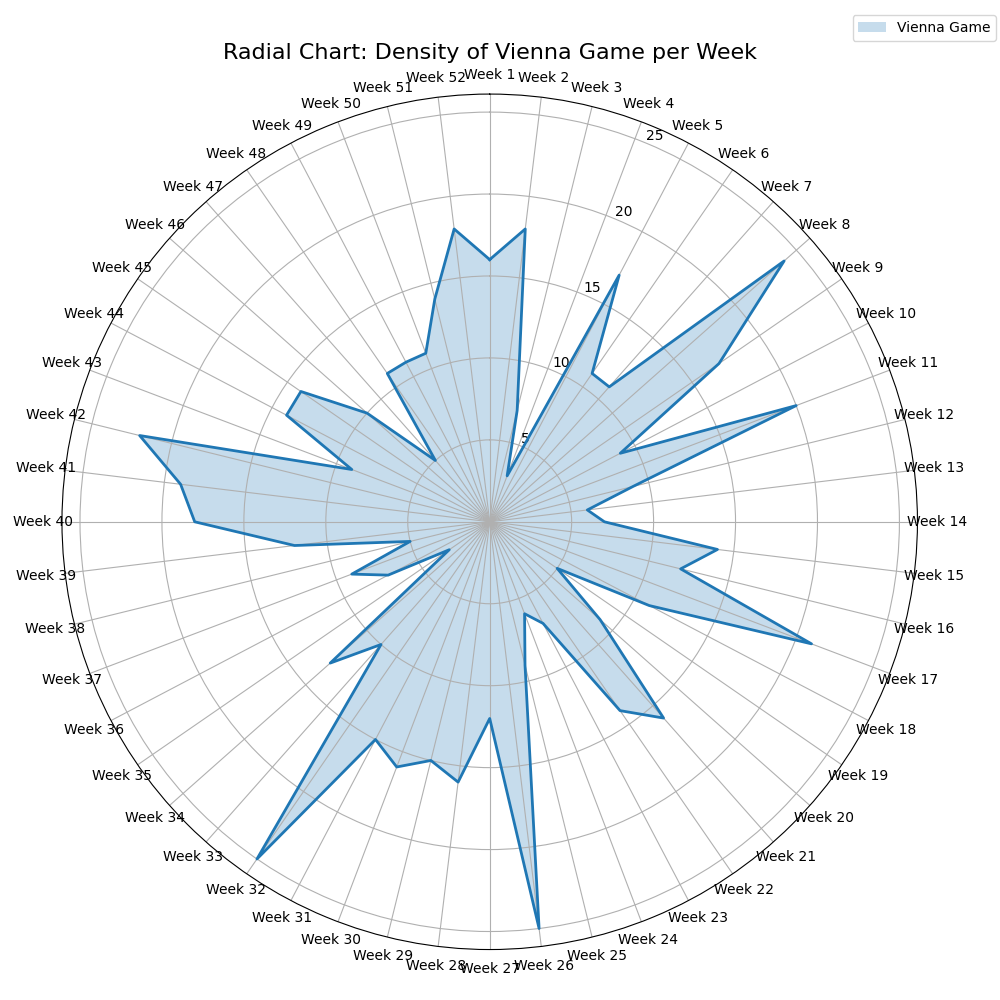 Vienna Game
Radial Chart: Density of Vienna Game per Week
Week 1
Week 2
Week 3
Week 4
Week 5
Week 6
Week 7
Week 8
Week 9
Week 10
Week 11
Week 12
Week 13
Week 14
Week 15
Week 16
Week 17
Week 18
Week 19
Week 20
Week 21
Week 22
Week 23
Week 24
Week 25
Week 26
Week 27
Week 28
Week 29
Week 30
Week 31
Week 32
Week 33
Week 34
Week 35
Week 36
Week 37
Week 38
Week 39
Week 40
Week 41
Week 42
Week 43
Week 44
Week 45
Week 46
Week 47
Week 48
Week 49
Week 50
Week 51
Week 52
5
10
15
20
25